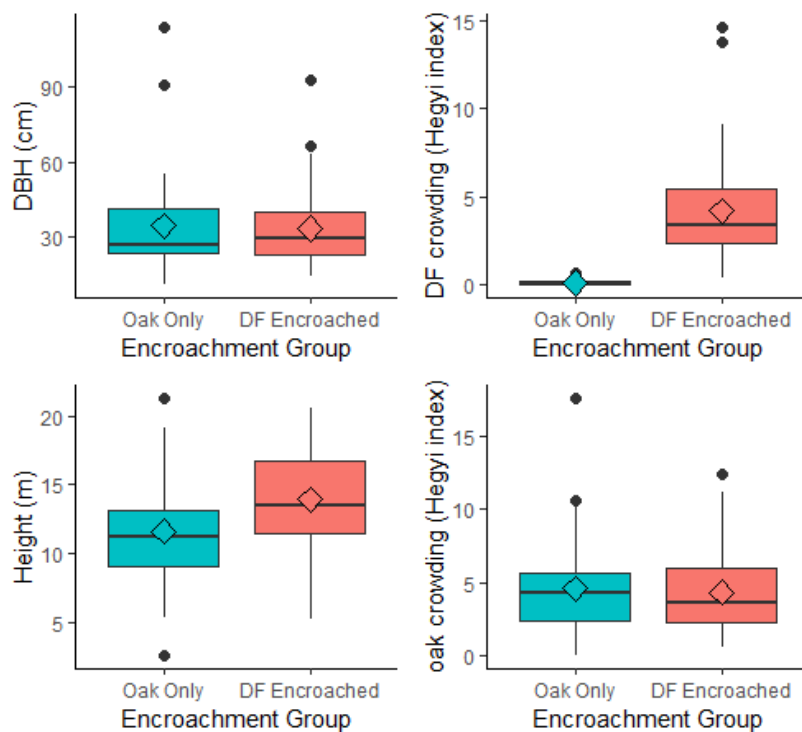 DBH (cm)
90
60
30
Oak Only DF Encroached
Encroachment Group
DF crowding (Hegyi index)
15
10
5
0
Oak Only DF Encroached
Encroachment Group
Height (m)
20
15
10
5
Oak Only DF Encroached
Encroachment Group
oak crowding (Hegyi index)
15
10
5
0
Oak Only DF Encroached
Encroachment Group